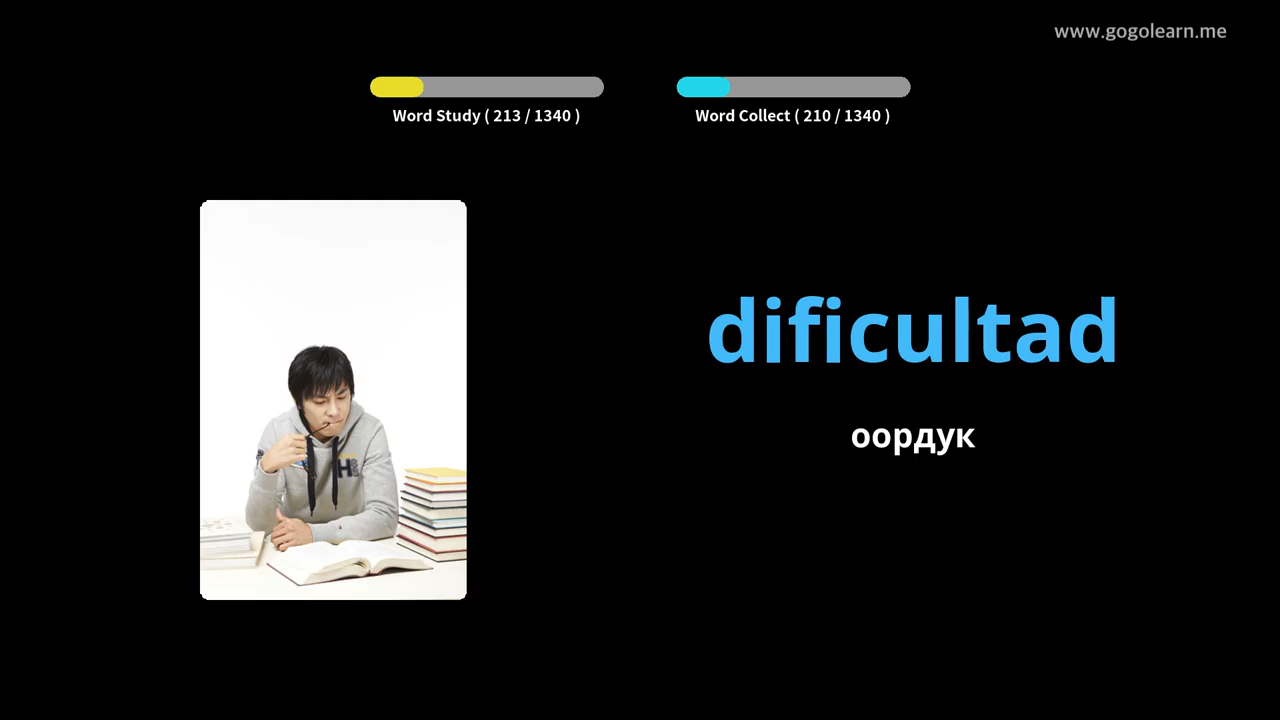 www.gogolearn.me
Word Study ( 213 / 1340 )
Word Collect ( 210 / 1340 )
dificultad
оордук